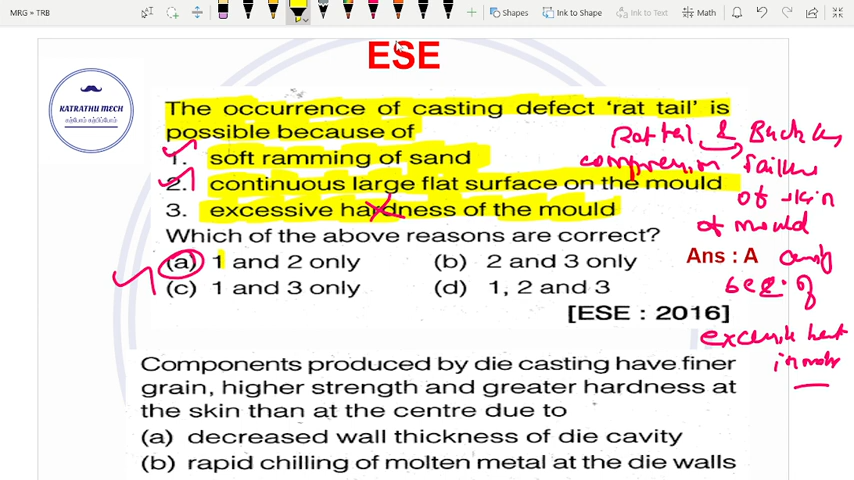 MRG » TRB
Shapes
Ink to Shape
Ink to Text
Math
ESE
KATRATHU MECH
கற்போம் கற்பிப்போம்
The occurrence of casting defect ‘rat tail’ is
possible because of
1. soft ramming of sand
2. continuous large flat surface on the mould
3. excessive hardness of the mould
Which of the above reasons are correct?
(a) 1 and 2 only
(b) 2 and 3 only
(c) 1 and 3 only
(d) 1, 2 and 3
[ESE : 2016]
Rat tail &
compression failure
of skin
of mould
Ans : A
cavity
of
excessive heat
in
Components produced by die casting have finer
grain, higher strength and greater hardness at
the skin than at the centre due to
(a) decreased wall thickness of die cavity
(b) rapid chilling of molten metal at the die walls